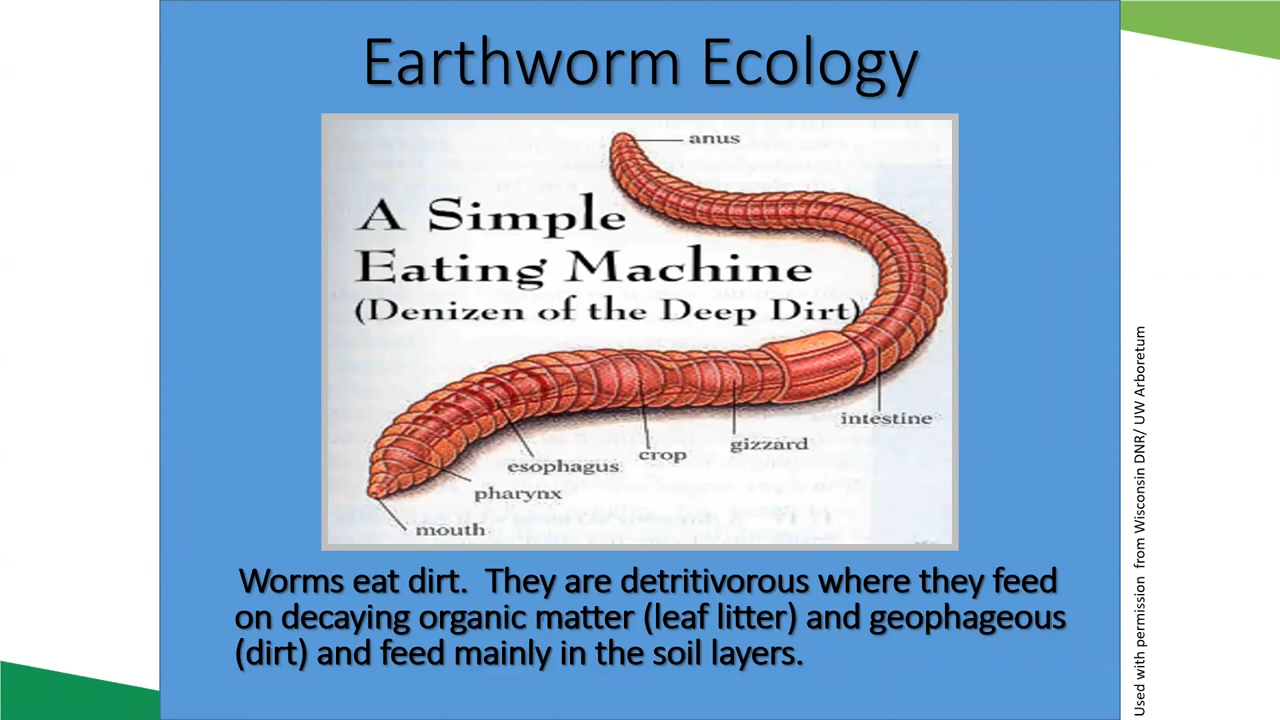 Earthworm Ecology
anus
A Simple
Eating Machine
(Denizen of the Deep Dirt)
intestine
gizzard
crop
esophagus
pharynx
mouth
Worms eat dirt.  They are detritivorous where they feed
on decaying organic matter (leaf litter) and geophageous
(dirt) and feed mainly in the soil layers.
Used with permission  from Wisconsin DNR/ UW Arboretum